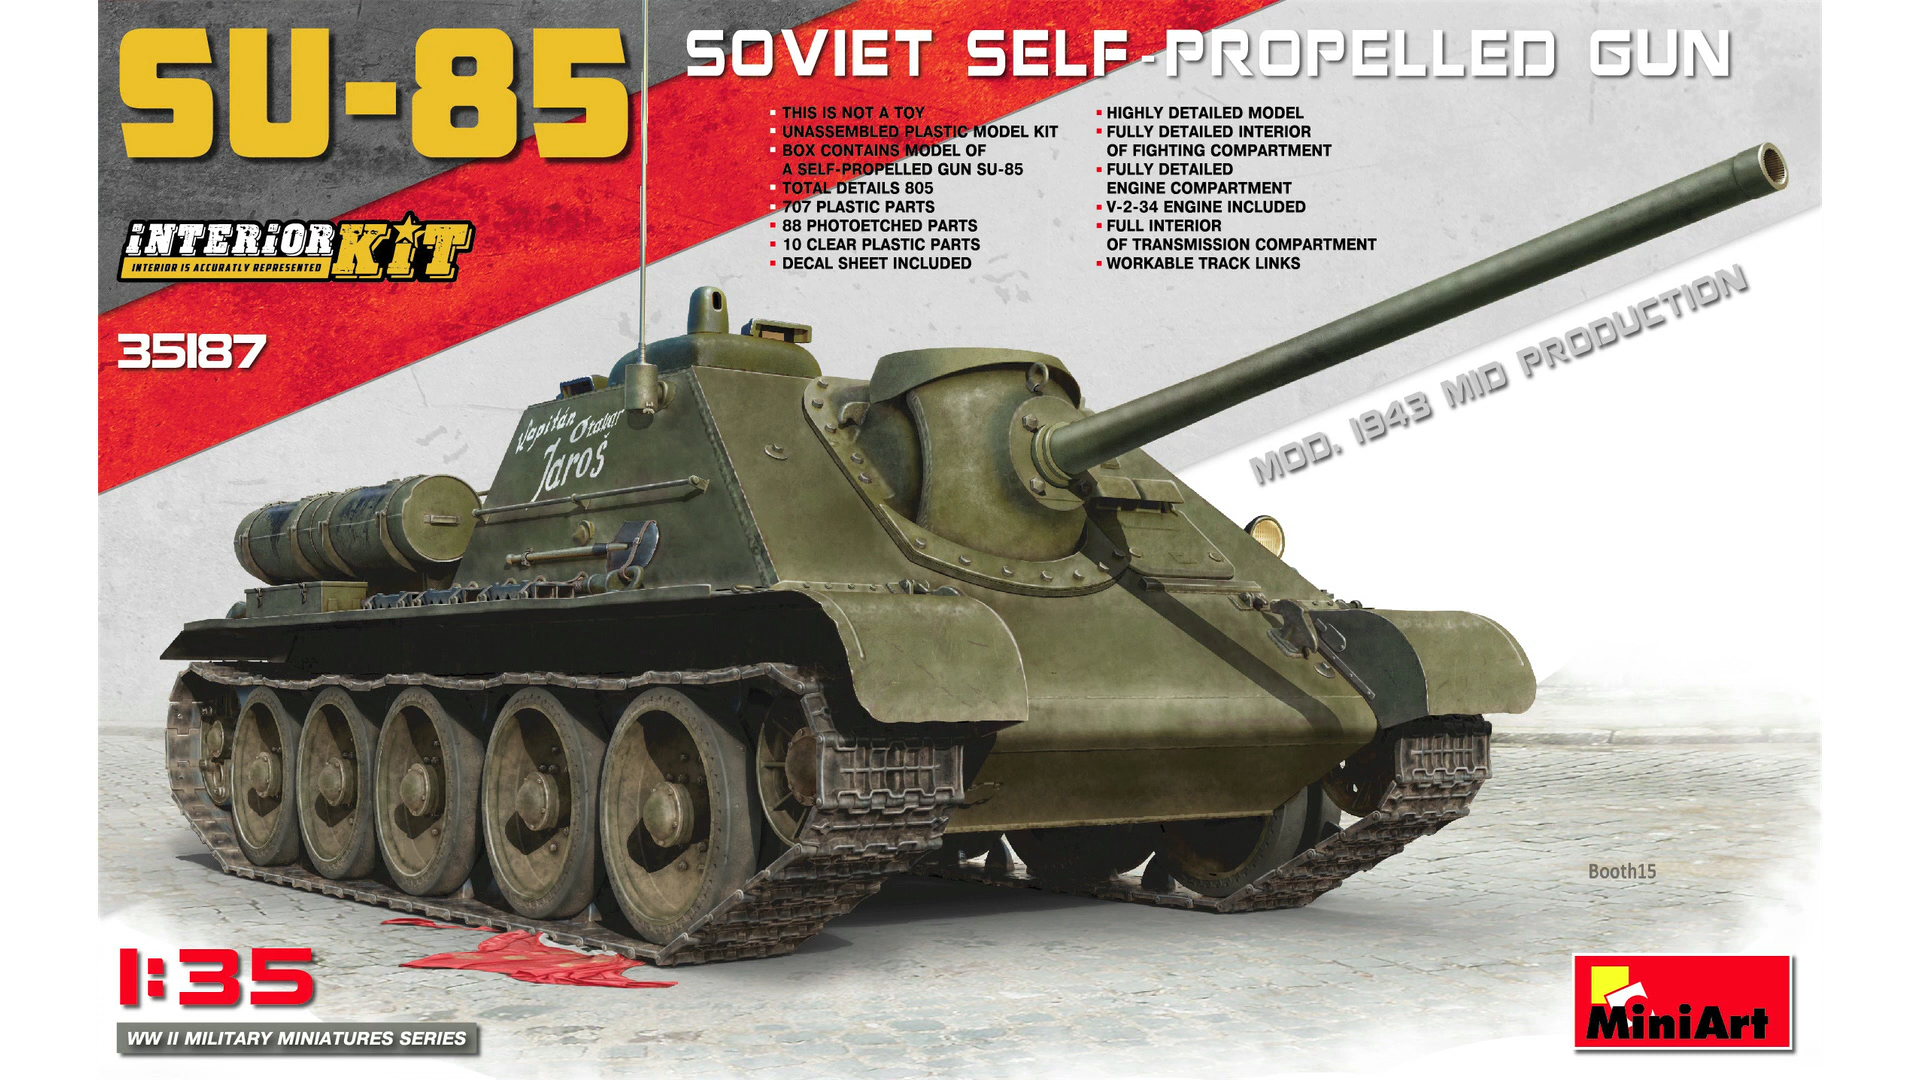 SU-85
SOVIET SELF-PROPELLED GUN
▪ THIS IS NOT A TOY
▪ UNASSEMBLED PLASTIC MODEL KIT
▪ BOX CONTAINS MODEL OF
A SELF-PROPELLED GUN SU-85
▪ TOTAL DETAILS 805
▪ 707 PLASTIC PARTS
▪ 88 PHOTOETCHED PARTS
▪ 10 CLEAR PLASTIC PARTS
▪ DECAL SHEET INCLUDED
▪ HIGHLY DETAILED MODEL
▪ FULLY DETAILED INTERIOR
OF FIGHTING COMPARTMENT
▪ FULLY DETAILED
ENGINE COMPARTMENT
▪ V-2-34 ENGINE INCLUDED
▪ FULL INTERIOR
OF TRANSMISSION COMPARTMENT
▪ WORKABLE TRACK LINKS
INTERIOR KIT
INTERIOR IS ACCURATLY REPRESENTED
35187
MOD. 1943 MID PRODUCTION
Kapitán Otakar
Jaroš
Booth15
1:35
WW II MILITARY MINIATURES SERIES
MiniArt